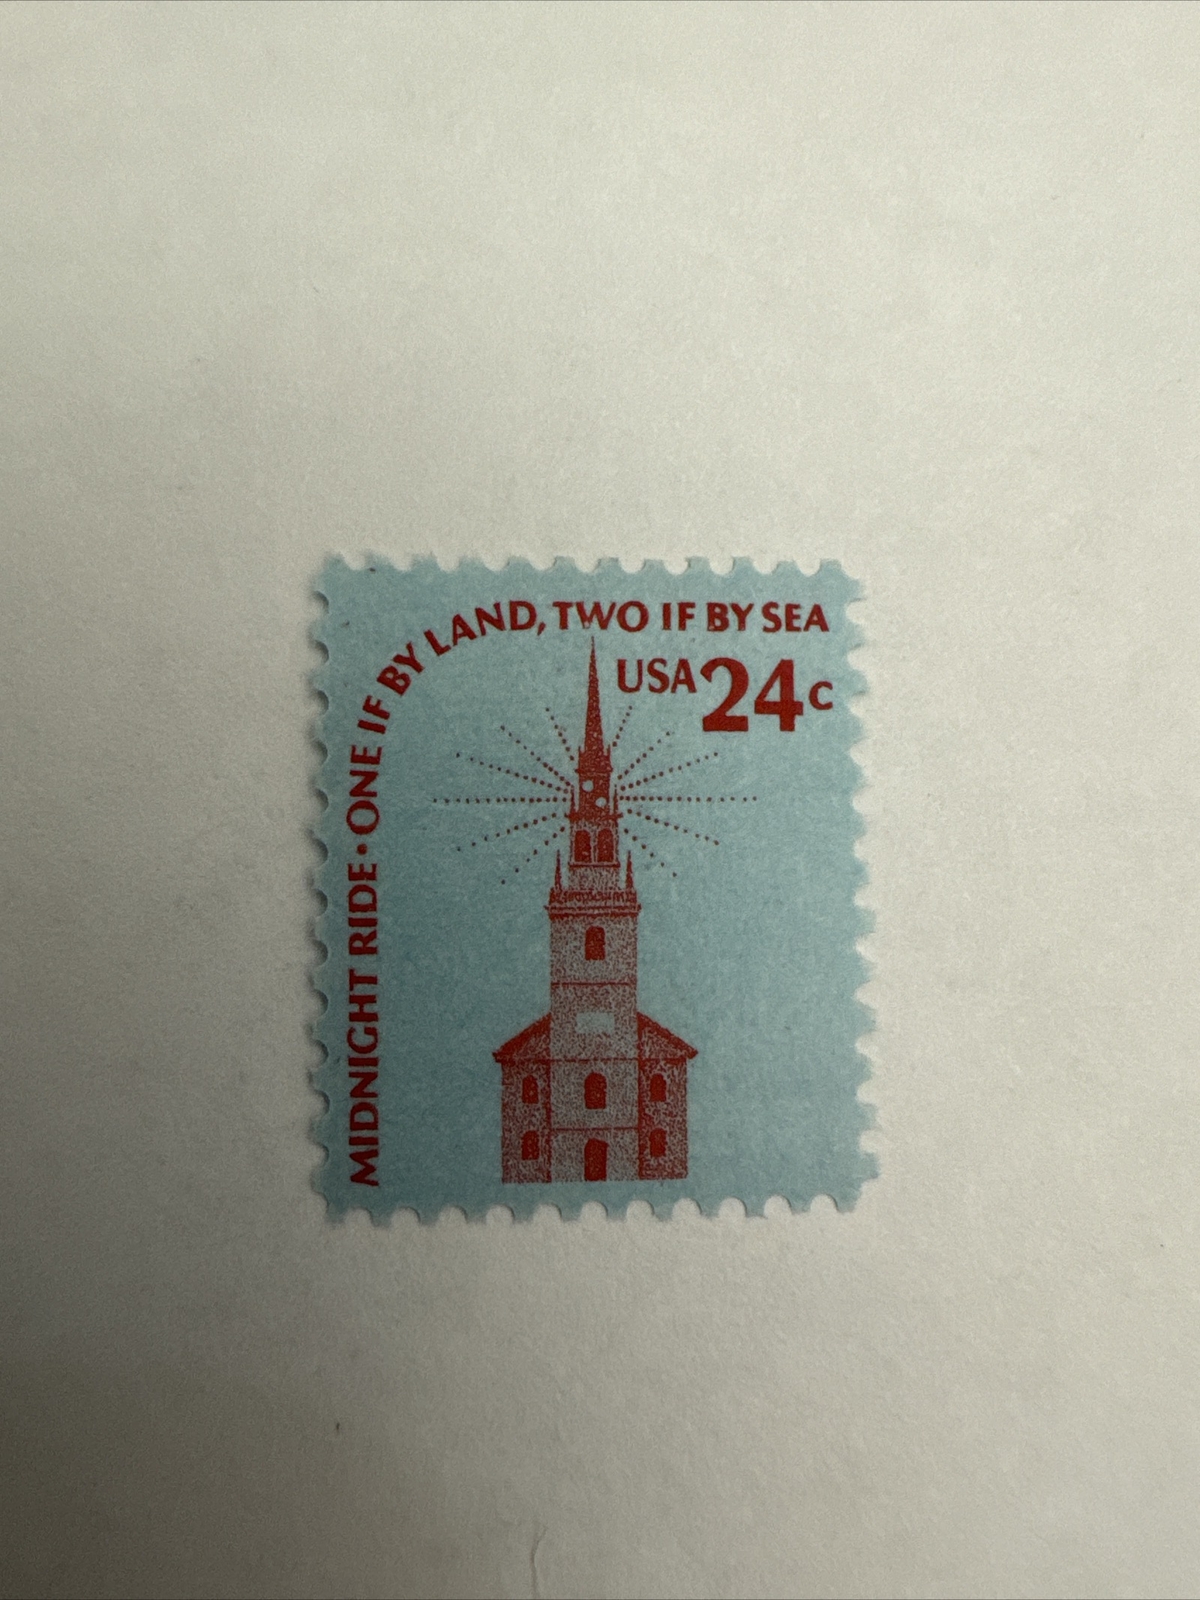 MIDNIGHT RIDE • ONE IF BY LAND, TWO IF BY SEA
USA 24c